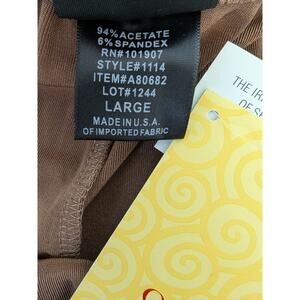 94% ACETATE
6% SPANDEX
RN#101907
STYLE#1114
ITEM#A80682
LOT#1244
LARGE
MADE IN U.S.A.
OF IMPORTED FABRIC
THE
OF